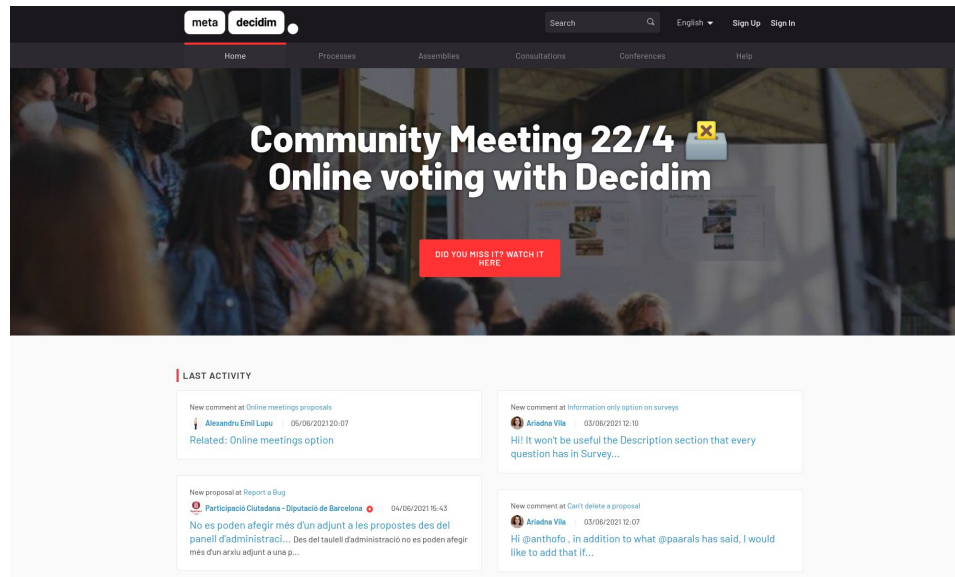 meta decidim
Search
English
Sign Up
Sign In
Home
Processes
Assemblies
Consultations
Conferences
Help
Community Meeting 22/4
Online voting with Decidim
DID YOU MISS IT? WATCH IT
HERE
LAST ACTIVITY
New comment at Online meetings proposals
Alexandru Emil Lupu 05/06/2021 20:07
Related: Online meetings option
New proposal at Report a Bug
Participació Ciutadana - Diputació de Barcelona 04/06/2021 15:43
No es poden afegir més d'un adjunt a les propostes des del
panell d'administraci... Des del taulell d'administració no es poden afegir
més d'un arxiu adjunt a una p...
New comment at Information only option on surveys
Ariadna Vila 03/06/2021 12:10
Hi! It won't be useful the Description section that every
question has in Survey...
New comment at Can't delete a proposal
Ariadna Vila 03/06/2021 12:07
Hi @anthofo , in addition to what @paarals has said, I would
like to add that if...